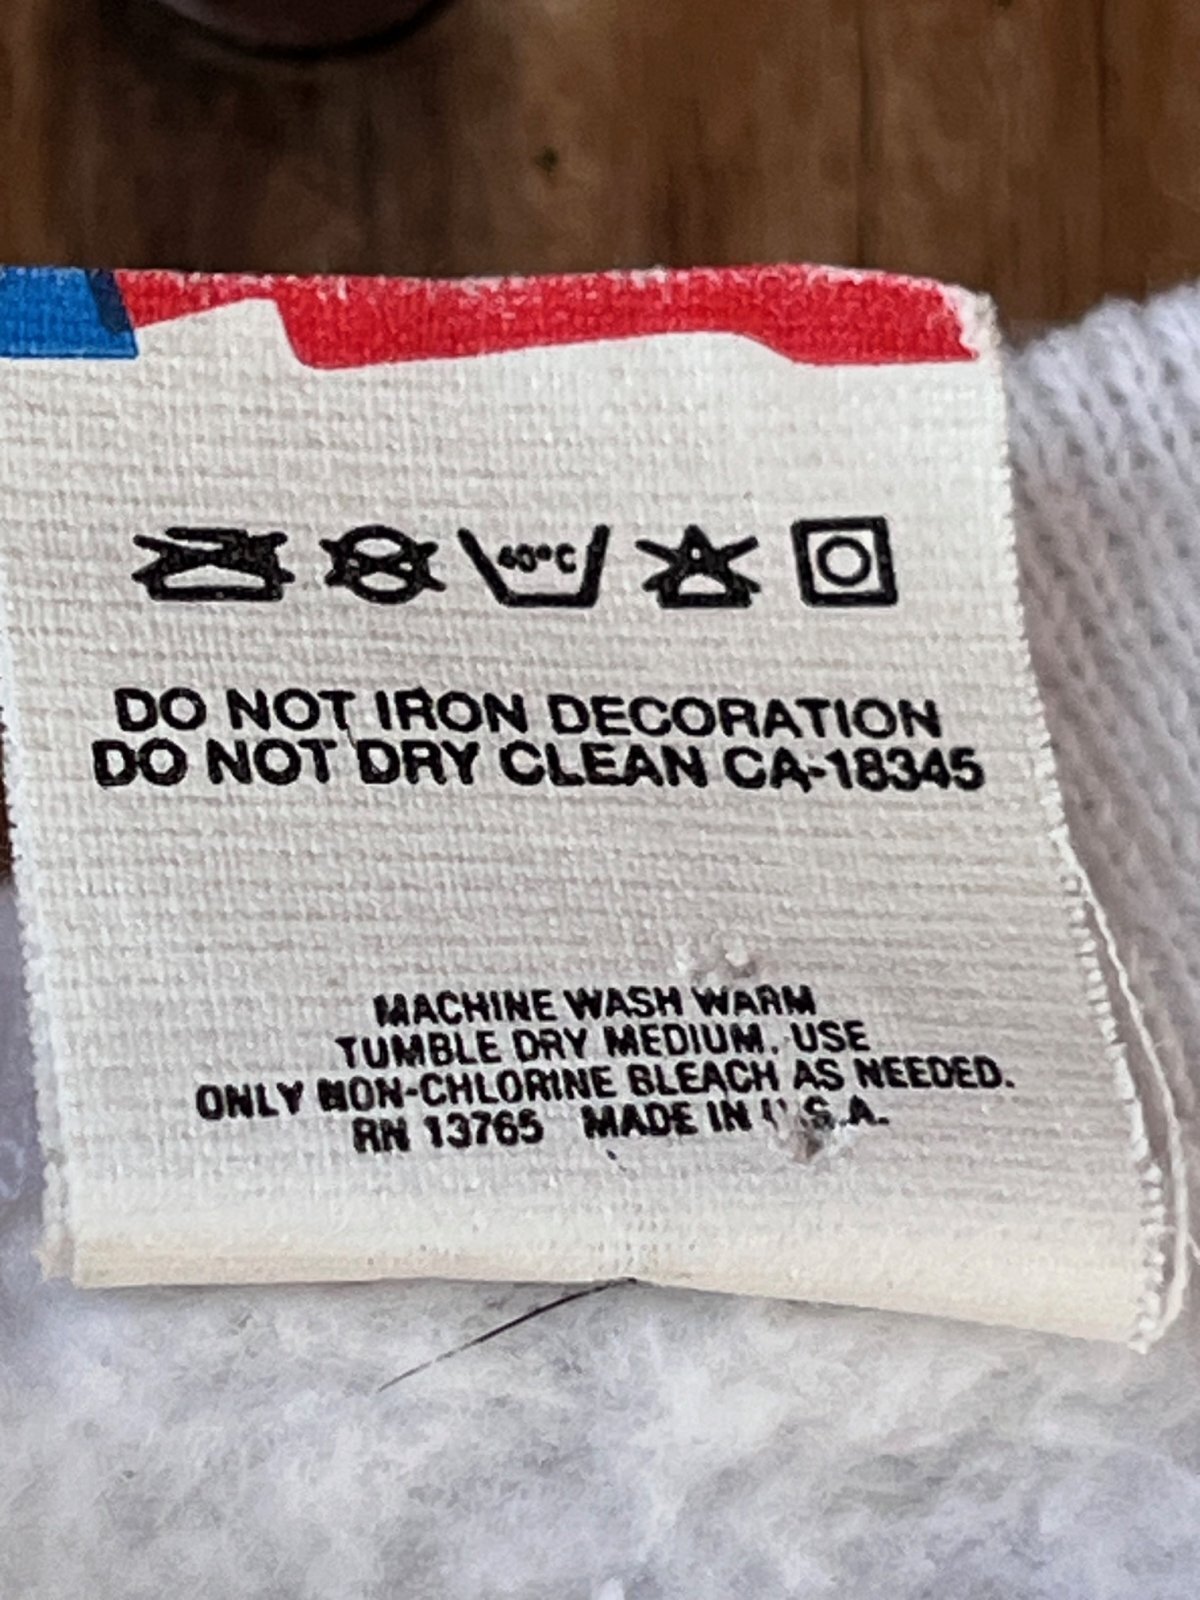 40°C
DO NOT IRON DECORATION
DO NOT DRY CLEAN CA-18345
MACHINE WASH WARM
TUMBLE DRY MEDIUM. USE
ONLY NON-CHLORINE BLEACH AS NEEDED.
RN 13765 MADE IN U.S.A.